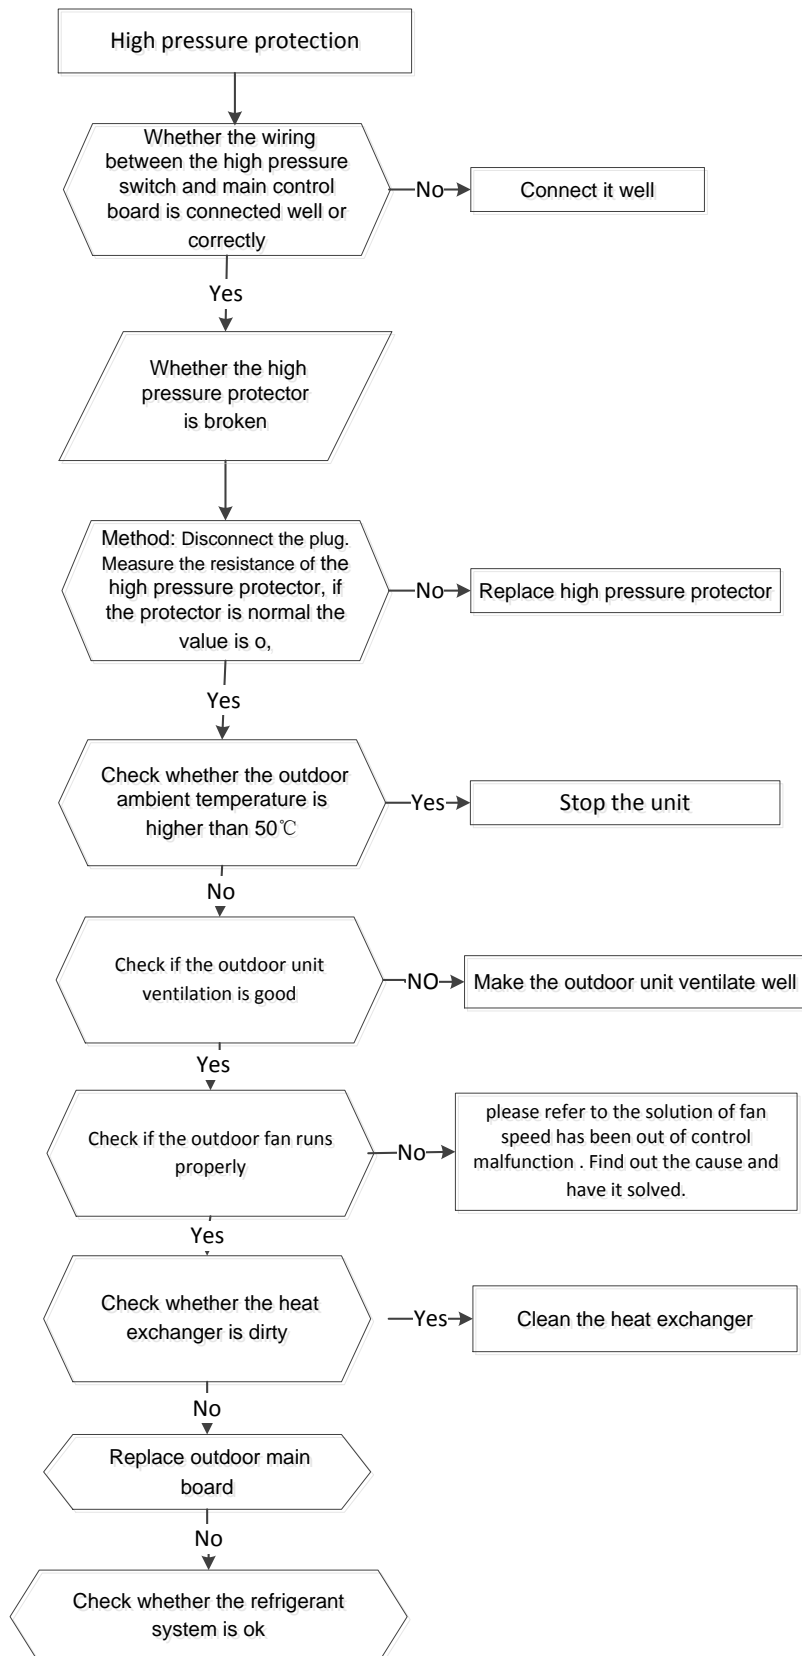 High pressure protection
Whether the wiring
between the high pressure
switch and main control
board is connected well or
correctly
No
Connect it well
Yes
Whether the high
pressure protector
is broken
Method: Disconnect the plug.
Measure the resistance of the
high pressure protector, if
the protector is normal the
value is o,
No
Replace high pressure protector
Yes
Check whether the outdoor
ambient temperature is
higher than 50℃
Yes
Stop the unit
No
Check if the outdoor unit
ventilation is good
NO
Make the outdoor unit ventilate well
Yes
Check if the outdoor fan runs
properly
No
please refer to the solution of fan
speed has been out of control
malfunction . Find out the cause and
have it solved.
Yes
Check whether the heat
exchanger is dirty
Yes
Clean the heat exchanger
No
Replace outdoor main
board
No
Check whether the refrigerant
system is ok